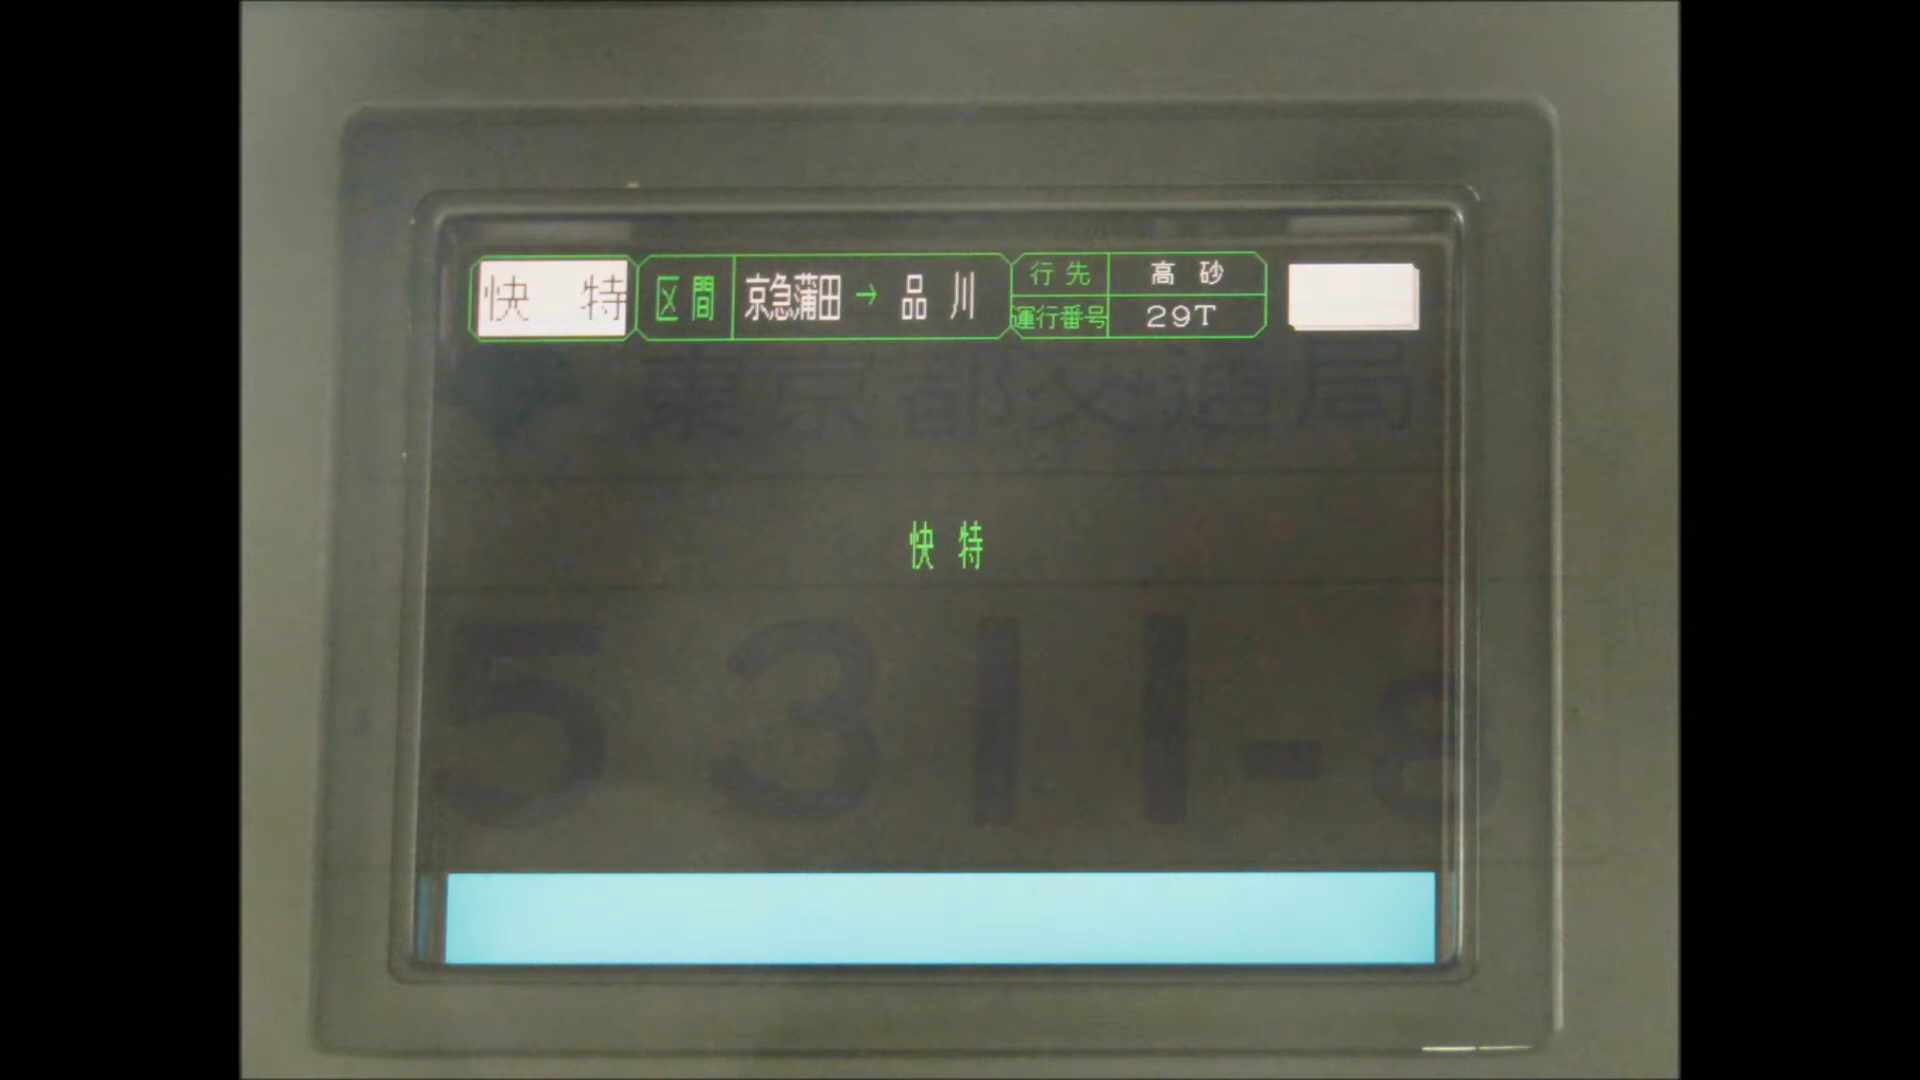 快 特
区間 京急蒲田→品川
行先 高砂
運行番号 29T
東京都交通局
快 特
5311-8